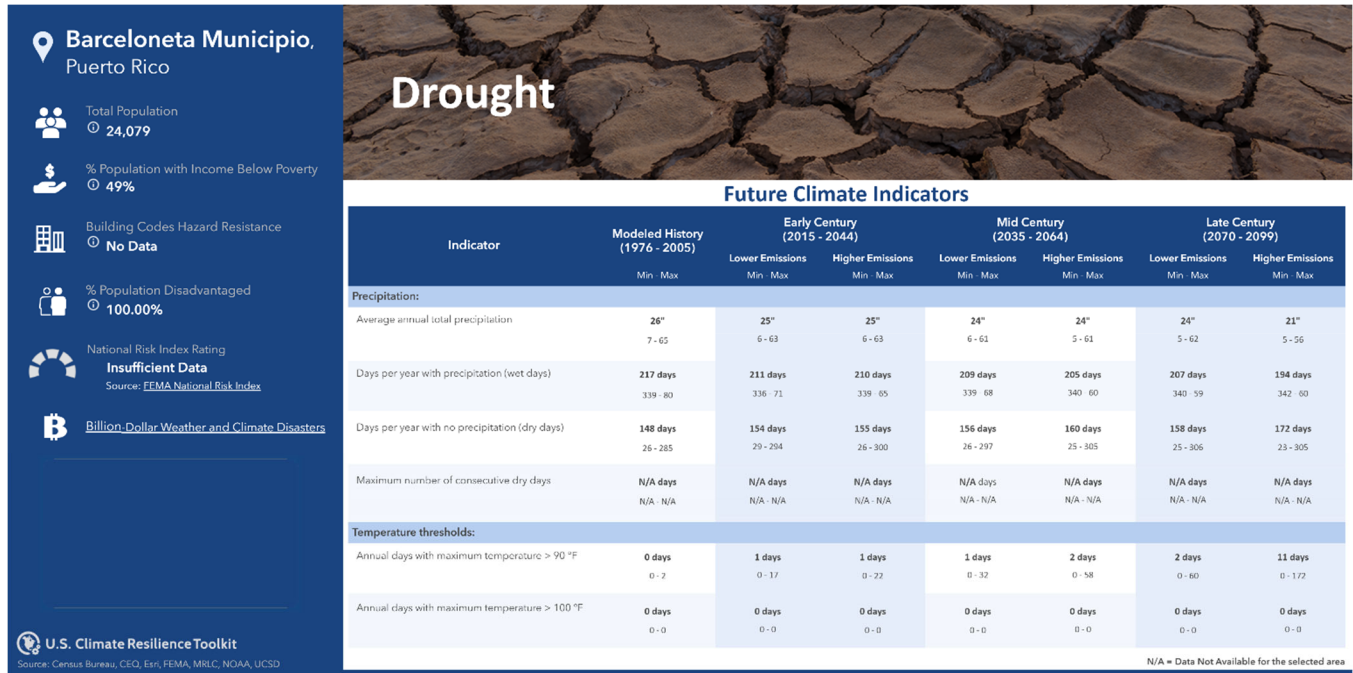 Barceloneta Municipio,
Puerto Rico
Total Population
24,079
% Population with Income Below Poverty
49%
Building Codes Hazard Resistance
No Data
% Population Disadvantaged
100.00%
National Risk Index Rating
Insufficient Data
Source: FEMA National Risk Index
Billion-Dollar Weather and Climate Disasters
U.S. Climate Resilience Toolkit
Source: Census Bureau, CEQ, Esri, FEMA, MRLC, NOAA, UCSD
Drought
Future Climate Indicators
Indicator
Modeled History
(1976 - 2005)
Min - Max
Early Century
(2015 - 2044)
Lower Emissions Higher Emissions
Min - Max Min - Max
Mid Century
(2035 - 2064)
Lower Emissions Higher Emissions
Min - Max Min - Max
Late Century
(2070 - 2099)
Lower Emissions Higher Emissions
Min - Max Min - Max
Precipitation:
Average annual total precipitation 26" 25" 25" 24" 24" 24" 21"
7 - 65 6 - 63 6 - 63 6 - 61 5 - 61 5 - 62 5 - 56
Days per year with precipitation (wet days) 217 days 211 days 210 days 209 days 205 days 207 days 194 days
339 - 80 336 - 71 339 - 65 339 - 68 340 - 60 340 - 59 342 - 60
Days per year with no precipitation (dry days) 148 days 154 days 155 days 156 days 160 days 158 days 172 days
26 - 285 29 - 294 26 - 300 26 - 297 25 - 305 25 - 306 23 - 305
Maximum number of consecutive dry days N/A days N/A days N/A days N/A days N/A days N/A days N/A days
N/A - N/A N/A - N/A N/A - N/A N/A - N/A N/A - N/A N/A - N/A N/A - N/A
Temperature thresholds:
Annual days with maximum temperature > 90 °F 0 days 1 days 1 days 1 days 2 days 2 days 11 days
0 - 2 0 - 17 0 - 22 0 - 32 0 - 58 0 - 60 0 - 172
Annual days with maximum temperature > 100 °F 0 days 0 days 0 days 0 days 0 days 0 days 0 days
0 - 0 0 - 0 0 - 0 0 - 0 0 - 0 0 - 0 0 - 0
N/A = Data Not Available for the selected area